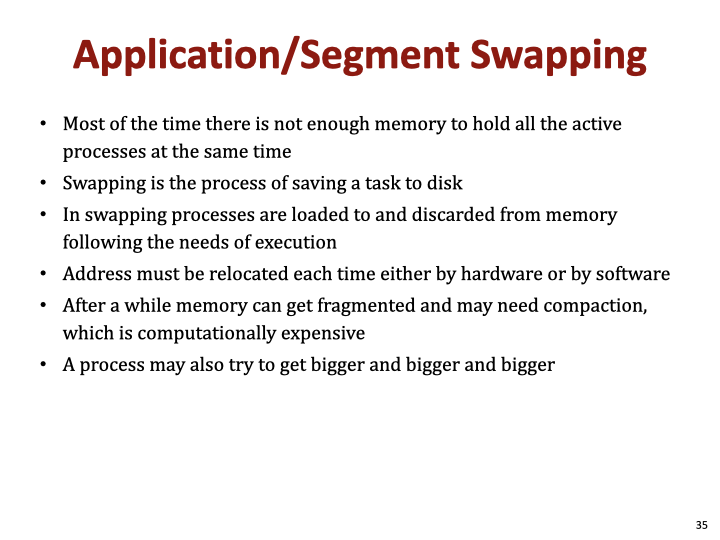 Application/Segment Swapping
• Most of the time there is not enough memory to hold all the active
processes at the same time
• Swapping is the process of saving a task to disk
• In swapping processes are loaded to and discarded from memory
following the needs of execution
• Address must be relocated each time either by hardware or by software
• After a while memory can get fragmented and may need compaction,
which is computationally expensive
• A process may also try to get bigger and bigger and bigger
35